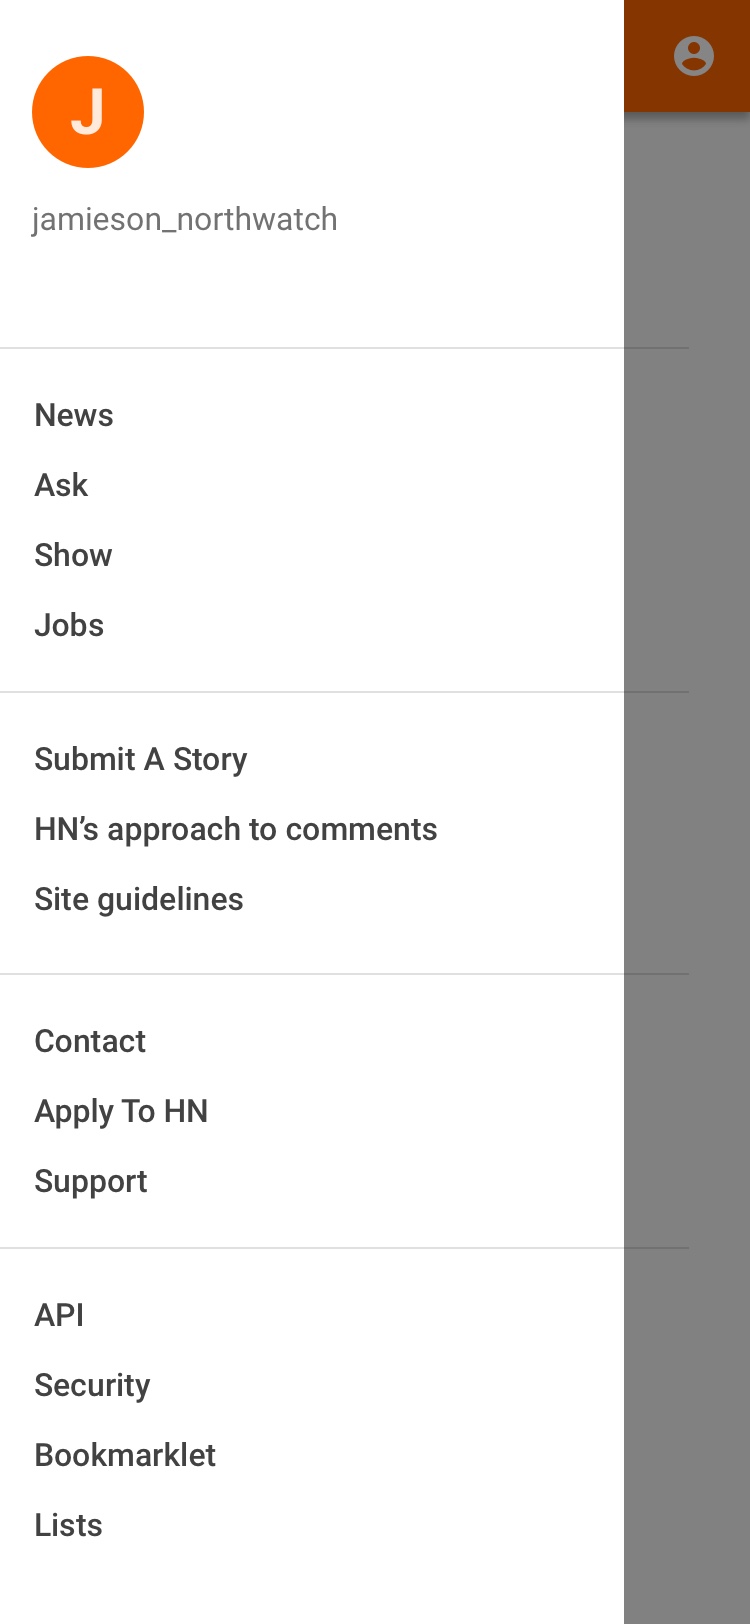 J
jamieson_northwatch
News
Ask
Show
Jobs
Submit A Story
HN’s approach to comments
Site guidelines
Contact
Apply To HN
Support
API
Security
Bookmarklet
Lists